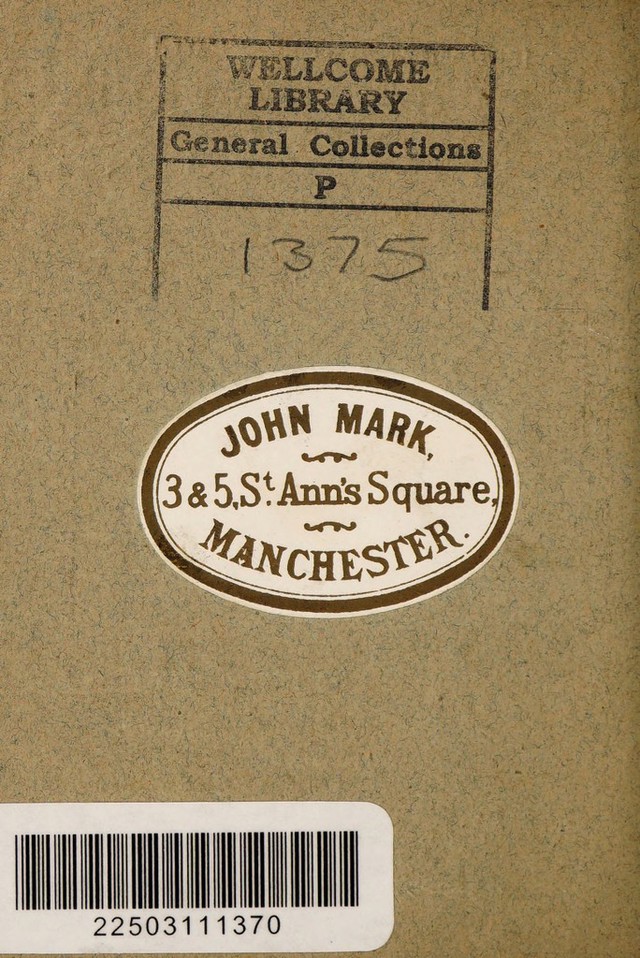 WELLCOME
LIBRARY
General Collections
P
1375
JOHN MARK,
3 & 5, St. Ann's Square,
MANCHESTER.
22503111370